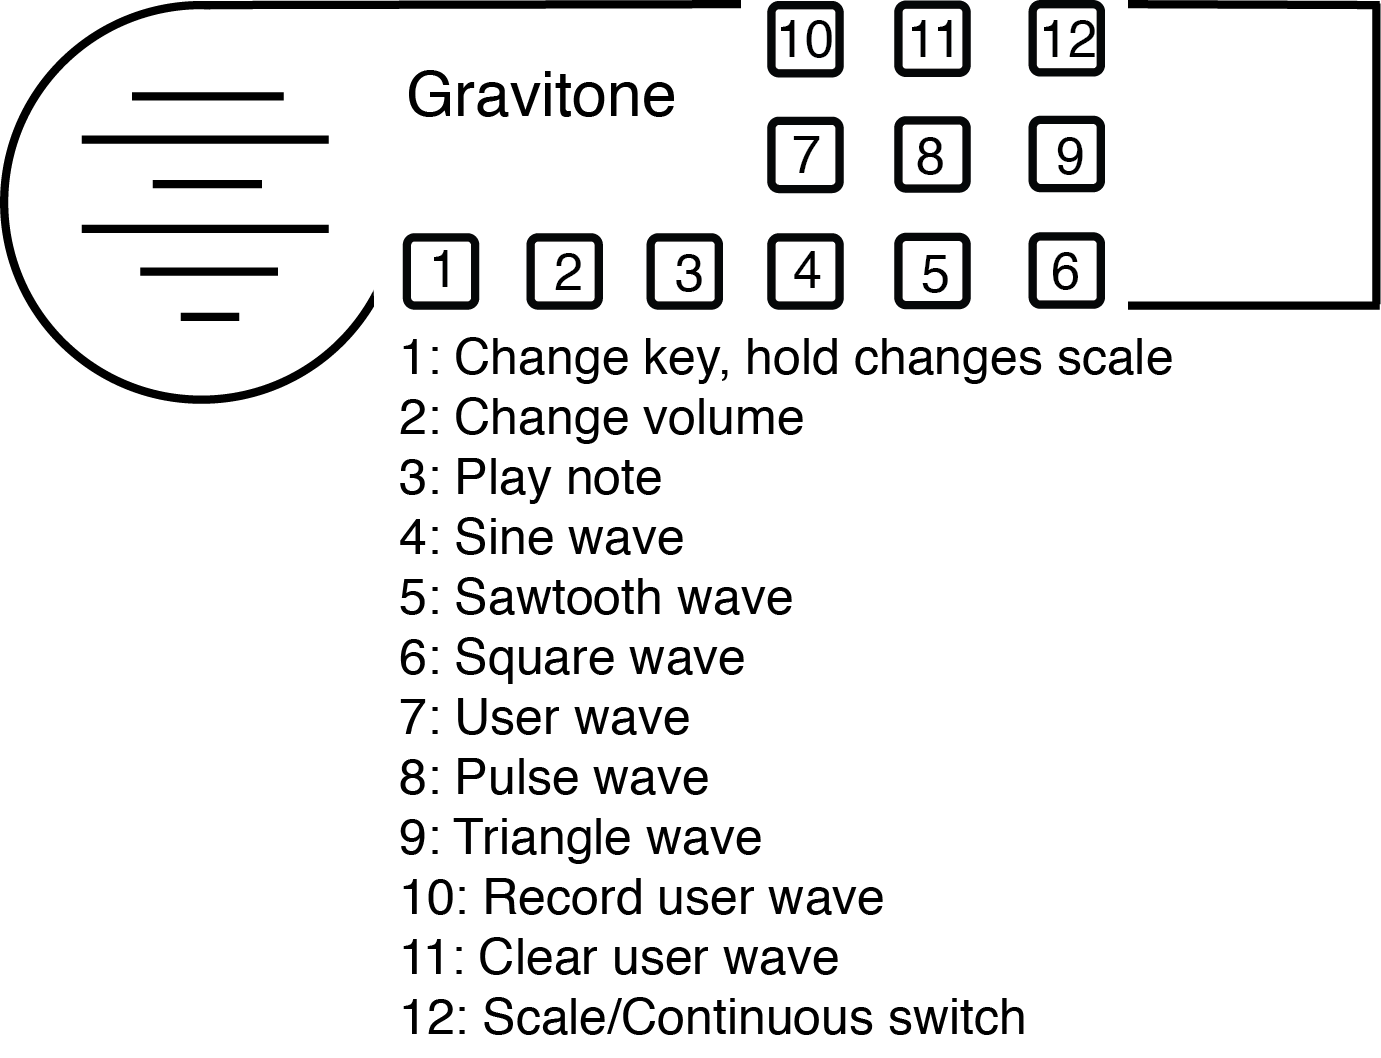 10 11 12
Gravitone
7 8 9
1 2 3 4 5 6
1: Change key, hold changes scale
2: Change volume
3: Play note
4: Sine wave
5: Sawtooth wave
6: Square wave
7: User wave
8: Pulse wave
9: Triangle wave
10: Record user wave
11: Clear user wave
12: Scale/Continuous switch